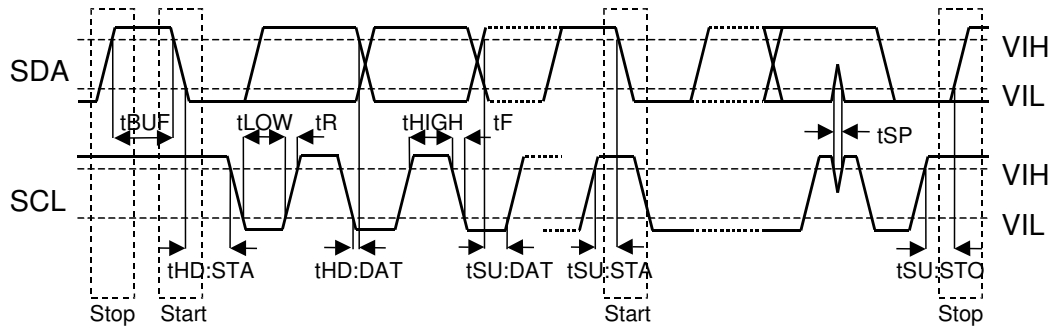 VIH
SDA
VIL
tBUF tLOW tR tHIGH tF tSP
VIH
SCL
VIL
tHD:STA tHD:DAT tSU:DAT tSU:STA tSU:STO
Stop Start Start Stop